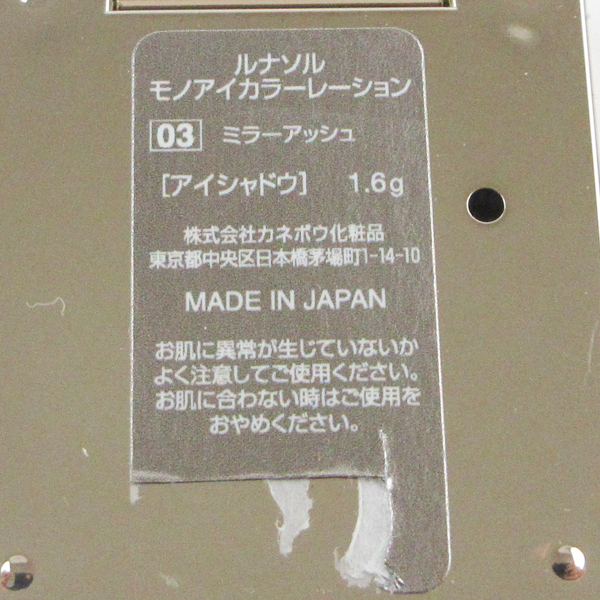 ルナソル
モノアイカラーレーション
03 ミラーアッシュ
［アイシャドウ］ 1.6g
株式会社カネボウ化粧品
東京都中央区日本橋茅場町1-14-10
MADE IN JAPAN
お肌に異常が生じていないか
よく注意してご使用ください。
お肌に合わない時はご使用を
おやめください。